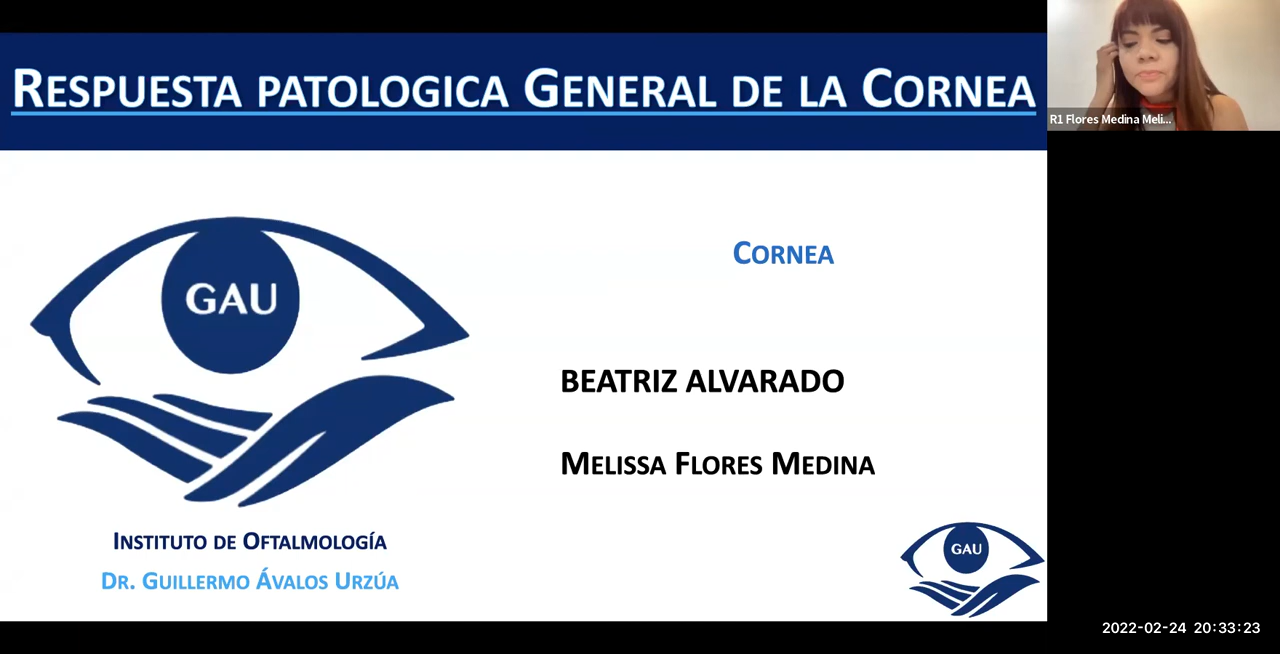 RESPUESTA PATOLOGICA GENERAL DE LA CORNEA
R1 Flores Medina Meli...
GAU
CORNEA
BEATRIZ ALVARADO
MELISSA FLORES MEDINA
INSTITUTO DE OFTALMOLOGÍA
DR. GUILLERMO ÁVALOS URZÚA
GAU
2022-02-24 20:33:23